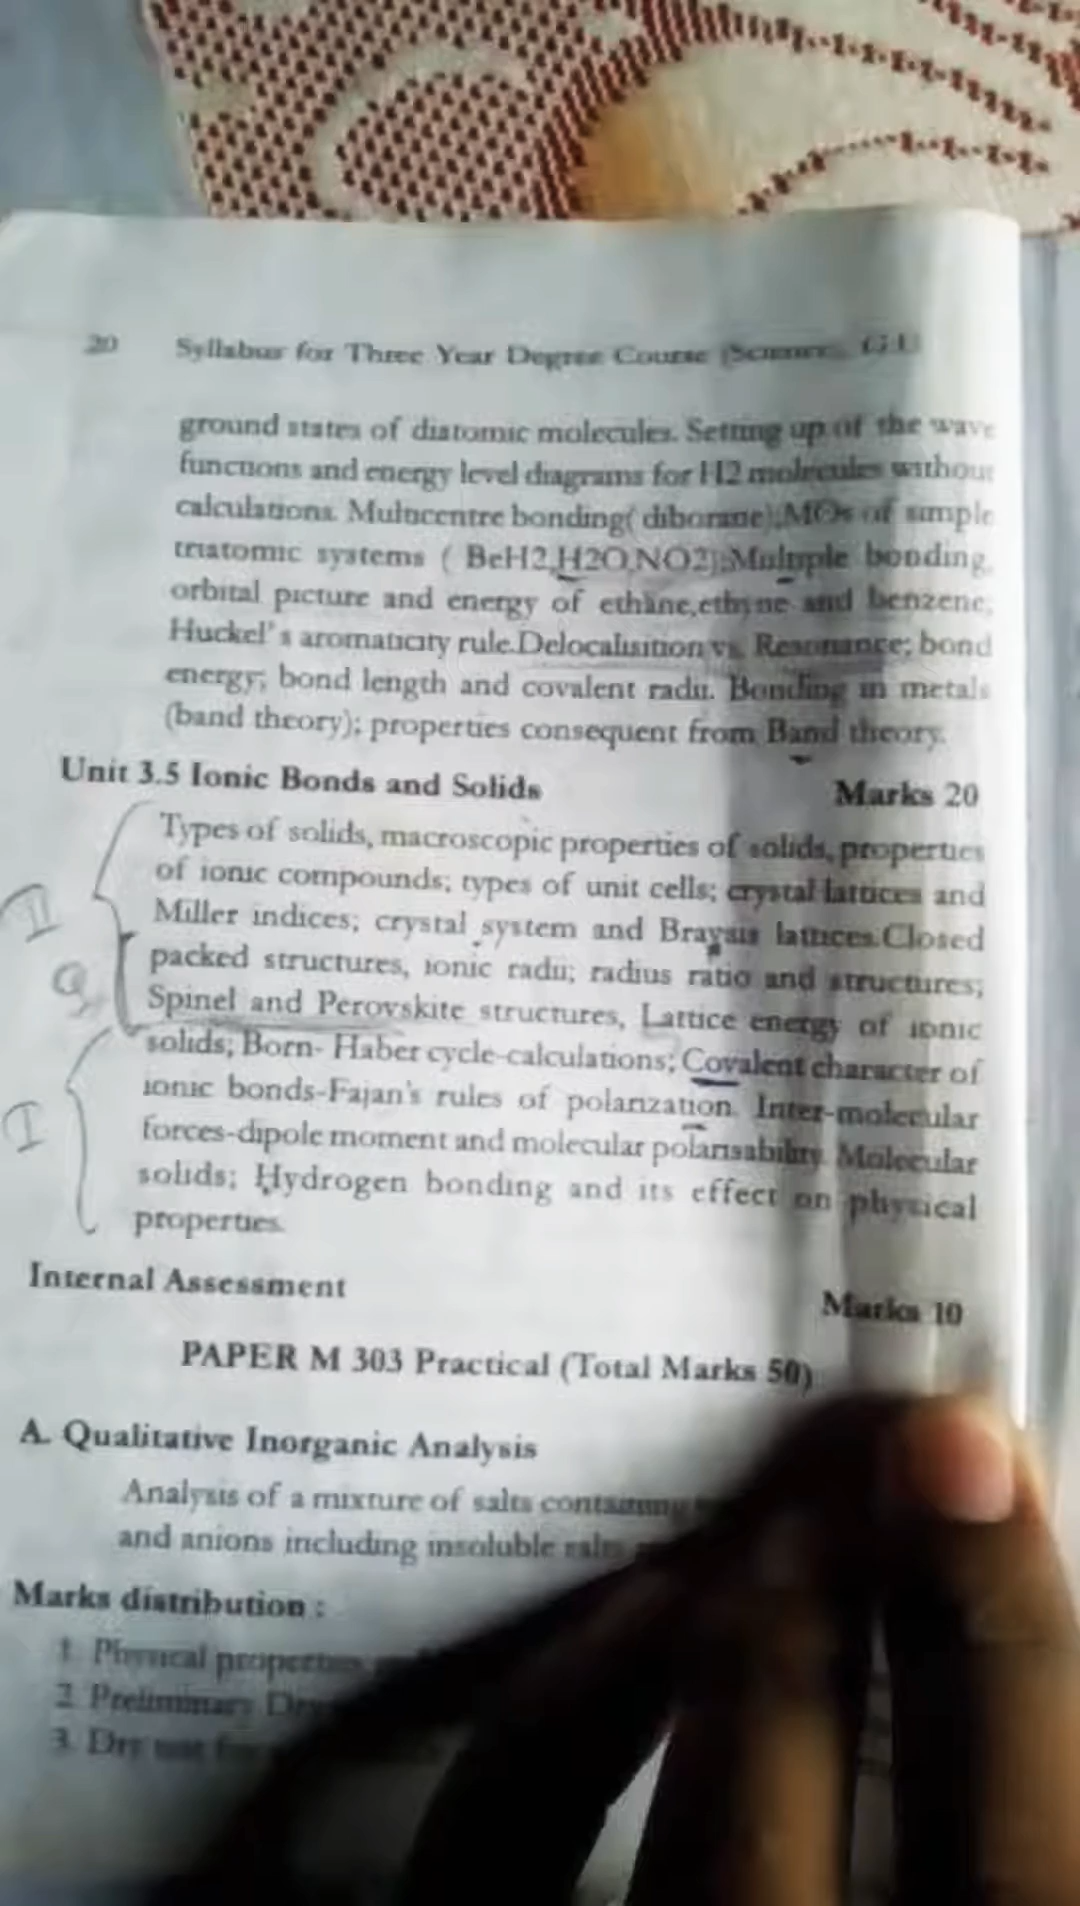 20 Syllabus for Three Year Degree Course (Science), G.U
ground states of diatomic molecules. Setting up of the wave
functions and energy level diagrams for H2 molecules without
calculations. Multicentre bonding( diborane);MOs of simple
triatomic systems ( BeH2,H2O,NO2);Multiple bonding,
orbital picture and energy of ethane,ethyne and benzene;
Huckel's aromaticity rule.Delocalisition vs. Resonance; bond
energy; bond length and covalent radii. Bonding in metals
(band theory); properties consequent from Band theory.
Unit 3.5 Ionic Bonds and Solids Marks 20
Types of solids, macroscopic properties of solids, properties
of ionic compounds; types of unit cells; crystal lattices and
Miller indices; crystal system and Braysis lattices.Closed
II
packed structures, ionic radii; radius ratio and structures;
Spinel and Perovskite structures, Lattice energy of ionic
solids; Born- Haber cycle-calculations; Covalent character of
ionic bonds-Fajan's rules of polarization. Inter-molecular
I
forces-dipole moment and molecular polarisability. Molecular
solids; Hydrogen bonding and its effect on physical
properties.
Internal Assessment Marks 10
PAPER M 303 Practical (Total Marks 50)
A. Qualitative Inorganic Analysis
Analysis of a mixture of salts containing
and anions including insoluble salts
Marks distribution :
1. Physical properties
2. Preliminary Dry
3. Dry